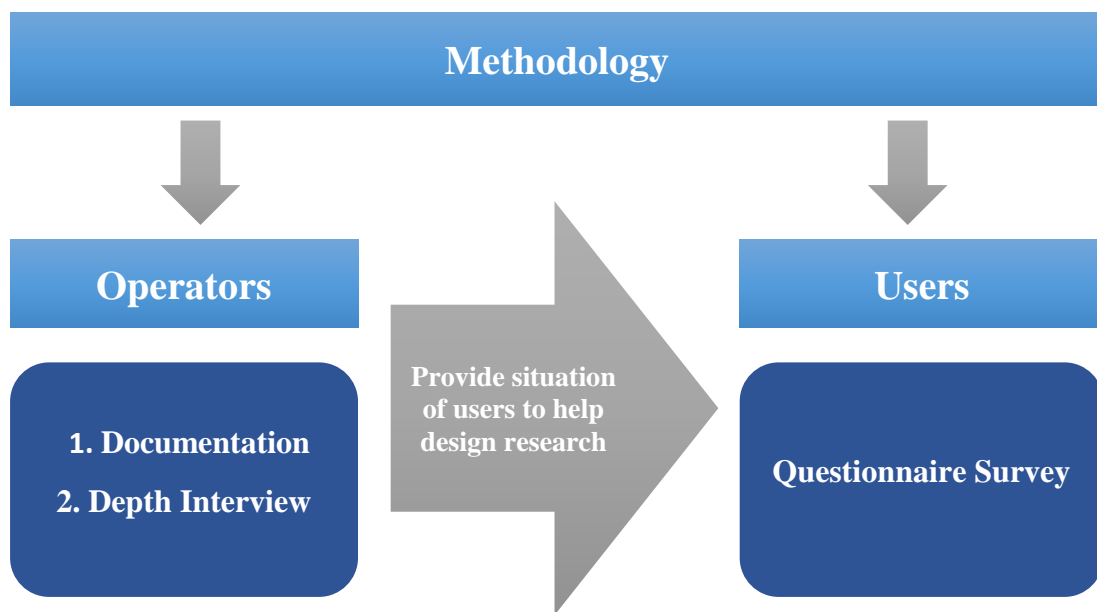 Methodology
Operators
Users
1. Documentation
2. Depth Interview
Provide situation
of users to help
design research
Questionnaire Survey